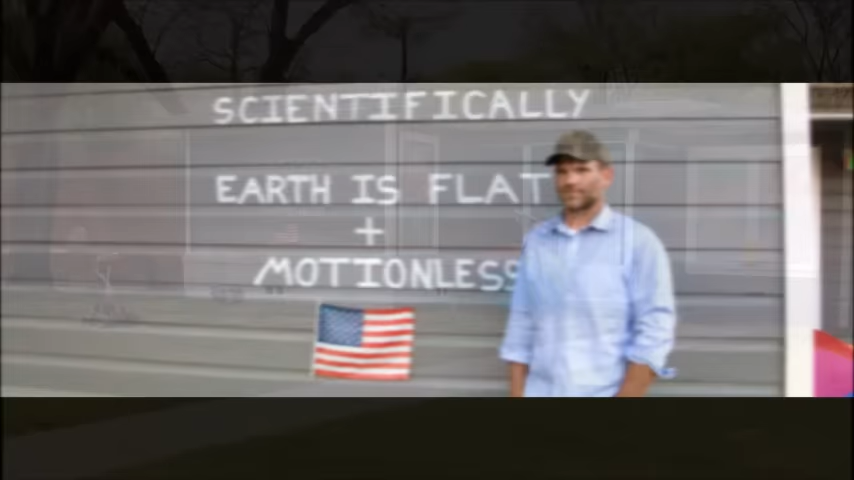 SCIENTIFICALLY
EARTH IS FLAT
+
MOTIONLESS